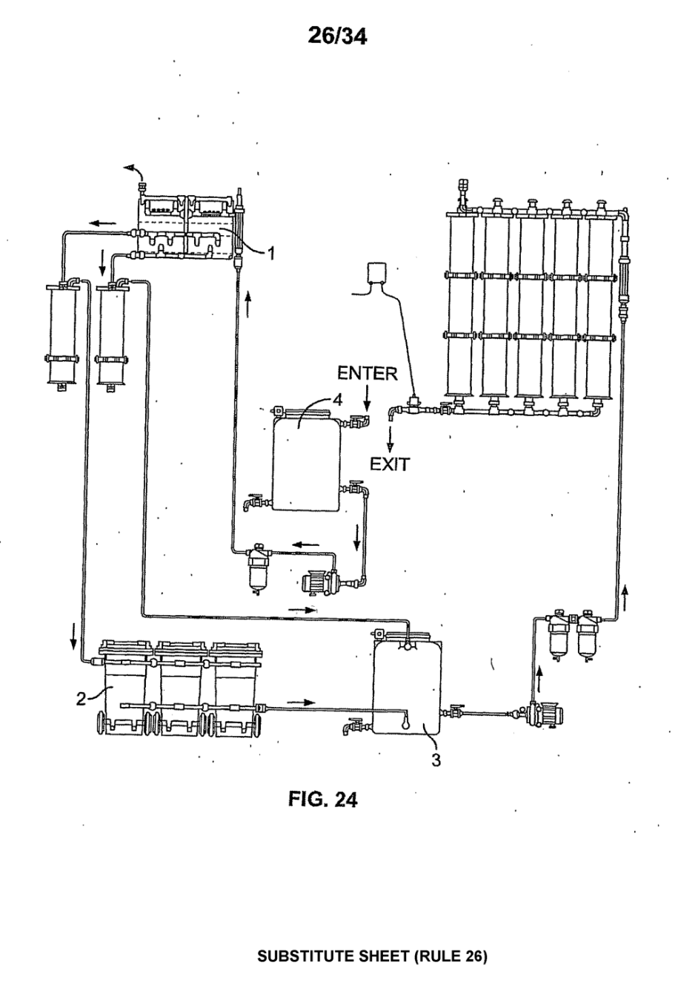 26/34
1
ENTER
4
EXIT
2
3
FIG. 24
SUBSTITUTE SHEET (RULE 26)